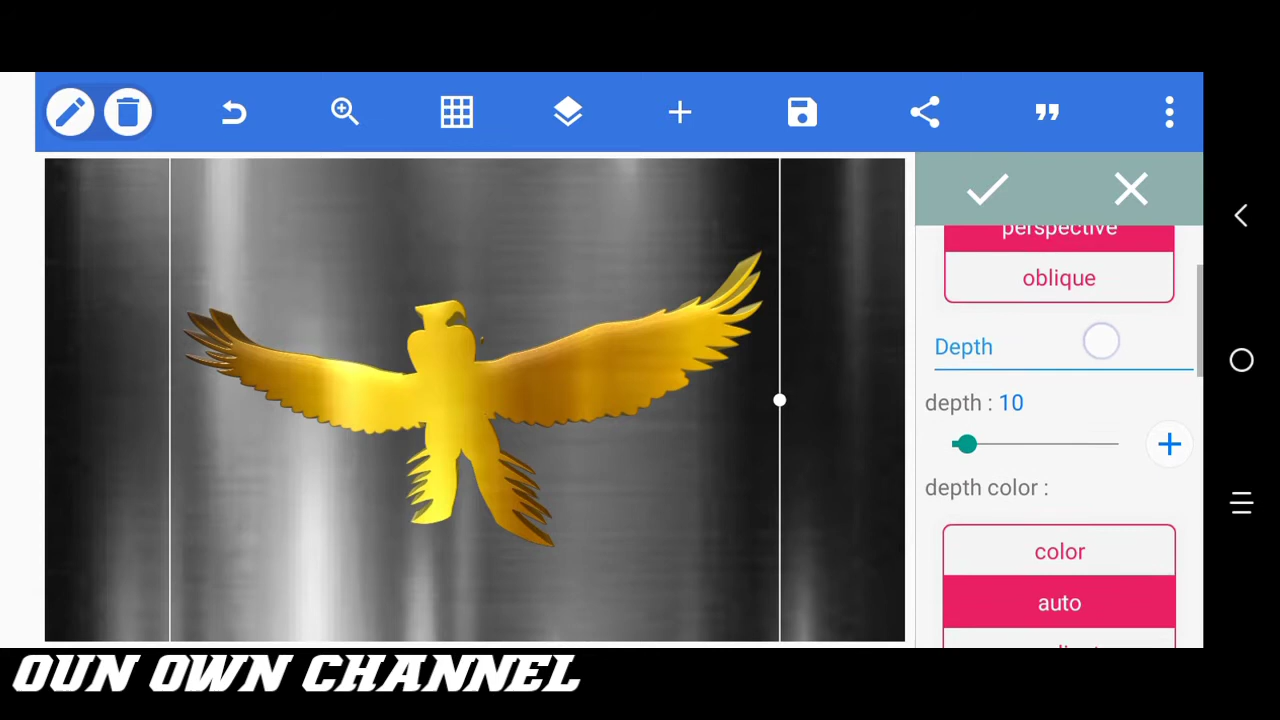 perspective
oblique
Depth
depth : 10
depth color :
color
auto
OUN OWN CHANNEL